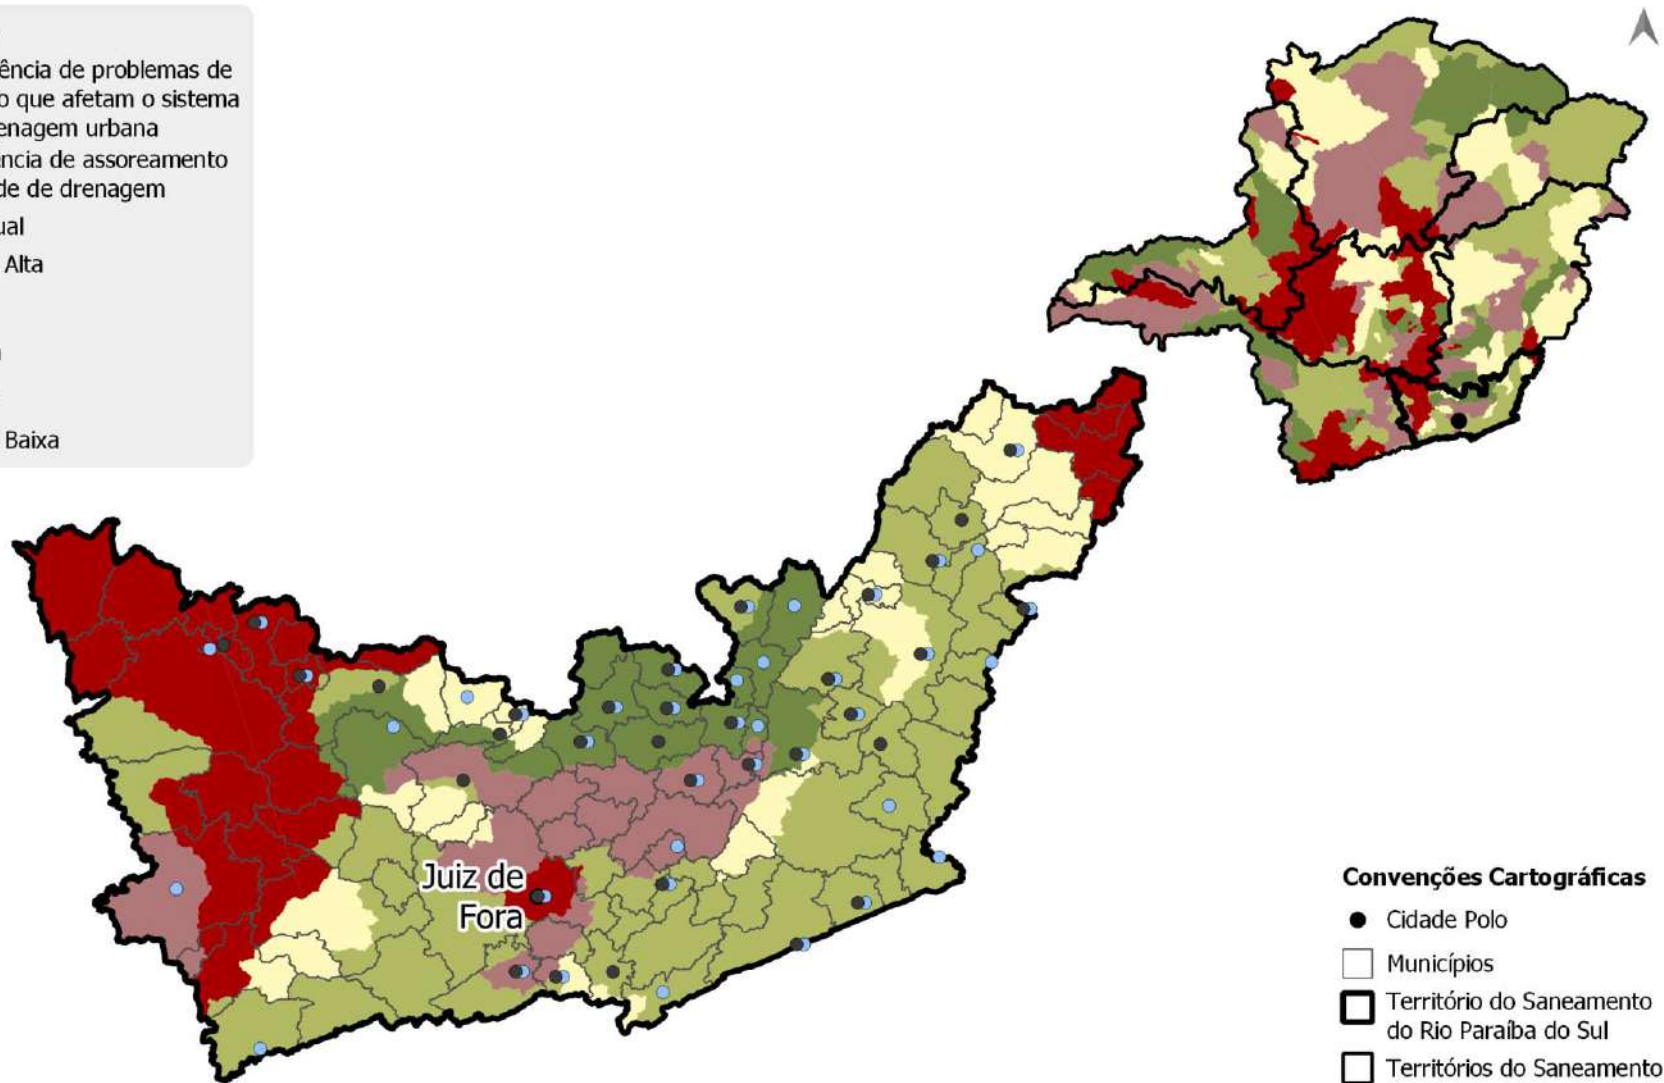 ência de problemas de
o que afetam o sistema
enagem urbana
ncia de assoreamento
de de drenagem
ual
Alta
Baixa
Juiz de
Fora
Convenções Cartográficas
Cidade Polo
Municípios
Território do Saneamento
do Rio Paraíba do Sul
Territórios do Saneamento